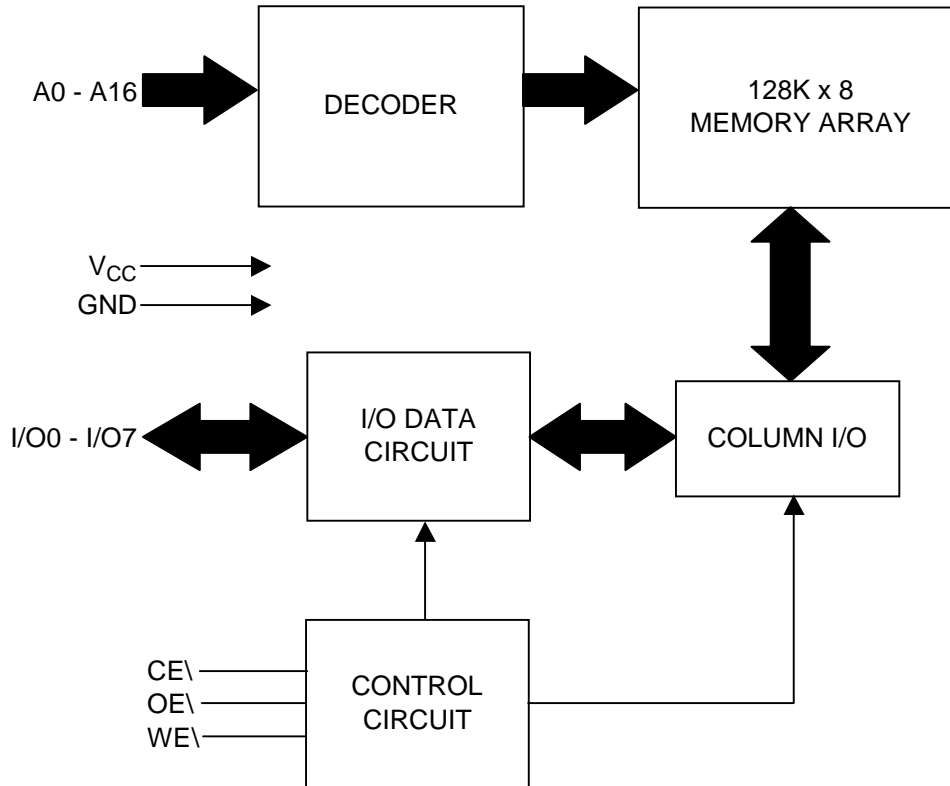 A0 - A16
DECODER
128K x 8
MEMORY ARRAY
VCC
GND
I/O0 - I/O7
I/O DATA
CIRCUIT
COLUMN I/O
CE\
OE\
WE\
CONTROL
CIRCUIT